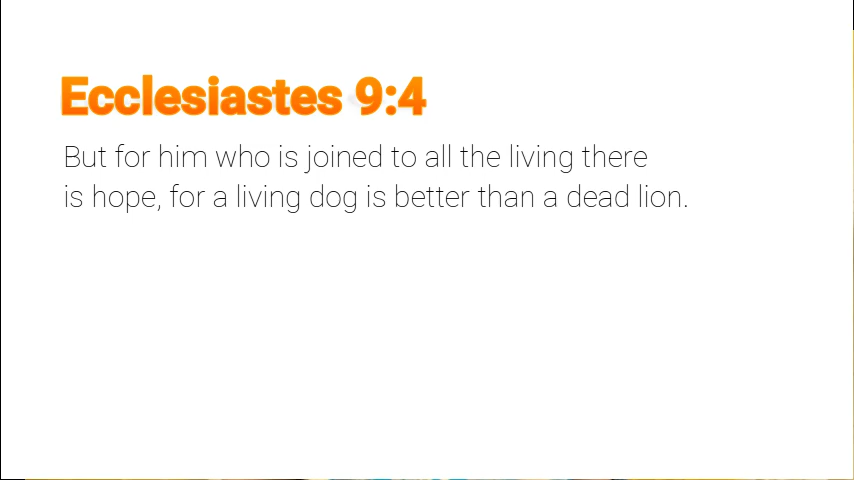 Ecclesiastes 9:4
But for him who is joined to all the living there
is hope, for a living dog is better than a dead lion.